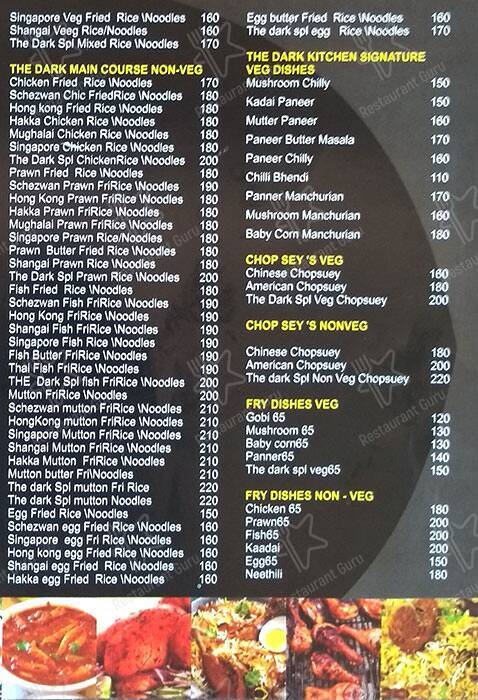 Singapore Veg Fried Rice \Noodles 160
Shangai Veeg Rice/Noodles 160
The Dark Spl Mixed Rice \Noodles 170
THE DARK MAIN COURSE NON-VEG
Chicken Fried Rice \Noodles 170
Schezwan Chic FriedRice \Noodles 180
Hong kong Fried Rice \Noodles 180
Hakka Chicken Rice \Noodles 180
Mughalai Chicken Rice \Noodles 180
Singapore Chicken Rice \Noodles 180
The Dark Spl ChickenRice \Noodles 200
Prawn Fried Rice \Noodles 180
Schezwan Prawn FriRice \Noodles 190
Hong Kong Prawn FriRice \Noodles 190
Hakka Prawn FriRice \Noodles 180
Mughalai Prawn FriRice \Noodles 180
Singapore Prawn Rice/Noodles 180
Prawn Butter Fried Rice \Noodles 180
Shangai Prawn Rice \Noodles 180
The Dark Spl Prawn Rice \Noodles 200
Fish Fried Rice \Noodles 180
Schezwan Fish FriRice \Noodles 190
Hong Kong FriRice \Noodles 190
Shangai Fish FriRice \Noodles 190
Singapore Fish Rice \Noodles 190
Fish Butter FriRice \Noodles 190
Thai Fish FriRice \Noodles 190
THE Dark Spl fish FriRice \Noodles 200
Mutton FriRice \Noodles 200
Schezwan mutton FriRice \Noodles 210
HongKong mutton FriRice \Noodles 210
Singapore Mutton FriRice \Noodles 210
Shangai Mutton FriRice \Noodles 210
Hakka Mutton FriRice \Noodles 210
Mutton butter Fri\Noodles 210
The dark Spl mutton Fri Rice 220
The dark Spl mutton Noodles 220
Egg Fried Rice \Noodles 150
Schezwan egg Fried Rice \Noodles 160
Singapore egg Fri Rice \Noodles 160
Hong kong egg Fried Rice \Noodles 160
Shangai egg Fried Rice \Noodles 160
Hakka egg Fried Rice \Noodles 160
Egg butter Fried Rice \Noodles 160
The dark spl egg Rice \Noodles 170
THE DARK KITCHEN SIGNATURE
VEG DISHES
Mushroom Chilly 150
Kadai Paneer 150
Mutter Paneer 160
Paneer Butter Masala 170
Paneer Chilly 160
Chilli Bhendi 110
Panner Manchurian 170
Mushroom Manchurian 160
Baby Corn Manchurian 180
CHOP SEY 'S VEG
Chinese Chopsuey 160
American Chopsuey 180
The Dark Spl Veg Chopsuey 200
CHOP SEY 'S NONVEG
Chinese Chopsuey 180
American Chopsuey 200
The dark Spl Non Veg Chopsuey 220
FRY DISHES VEG
Gobi 65 120
Mushroom 65 130
Baby corn65 130
Panner65 140
The dark spl veg65 150
FRY DISHES NON - VEG
Chicken 65 180
Prawn65 200
Fish65 200
Kaadai 200
Egg65 150
Neethili 180
Restaurant Guru
Restaurant Guru
Restaurant Guru
Restaurant Guru